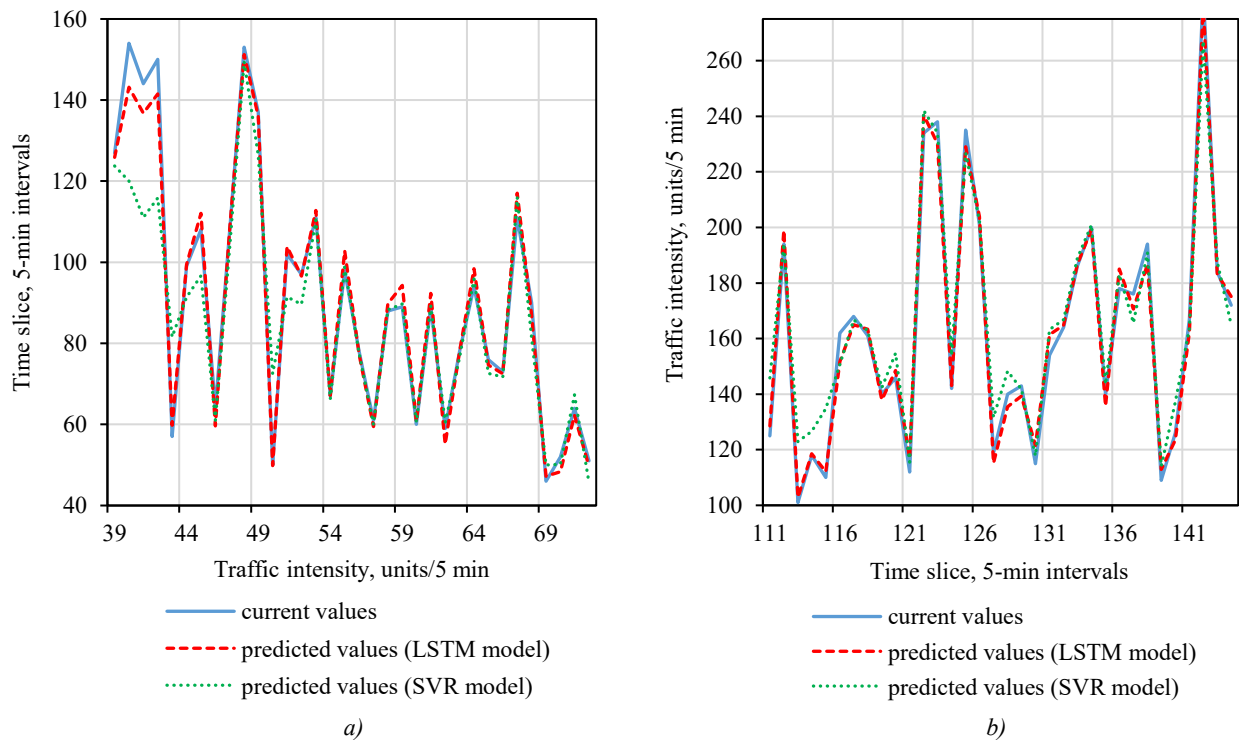 160
140
120
100
80
60
40
Time slice, 5-min intervals
39 44 49 54 59 64 69
Traffic intensity, units/5 min
current values
predicted values (LSTM model)
predicted values (SVR model)
a)
260
240
220
200
180
160
140
120
100
Traffic intensity, units/5 min
111 116 121 126 131 136 141
Time slice, 5-min intervals
current values
predicted values (LSTM model)
predicted values (SVR model)
b)